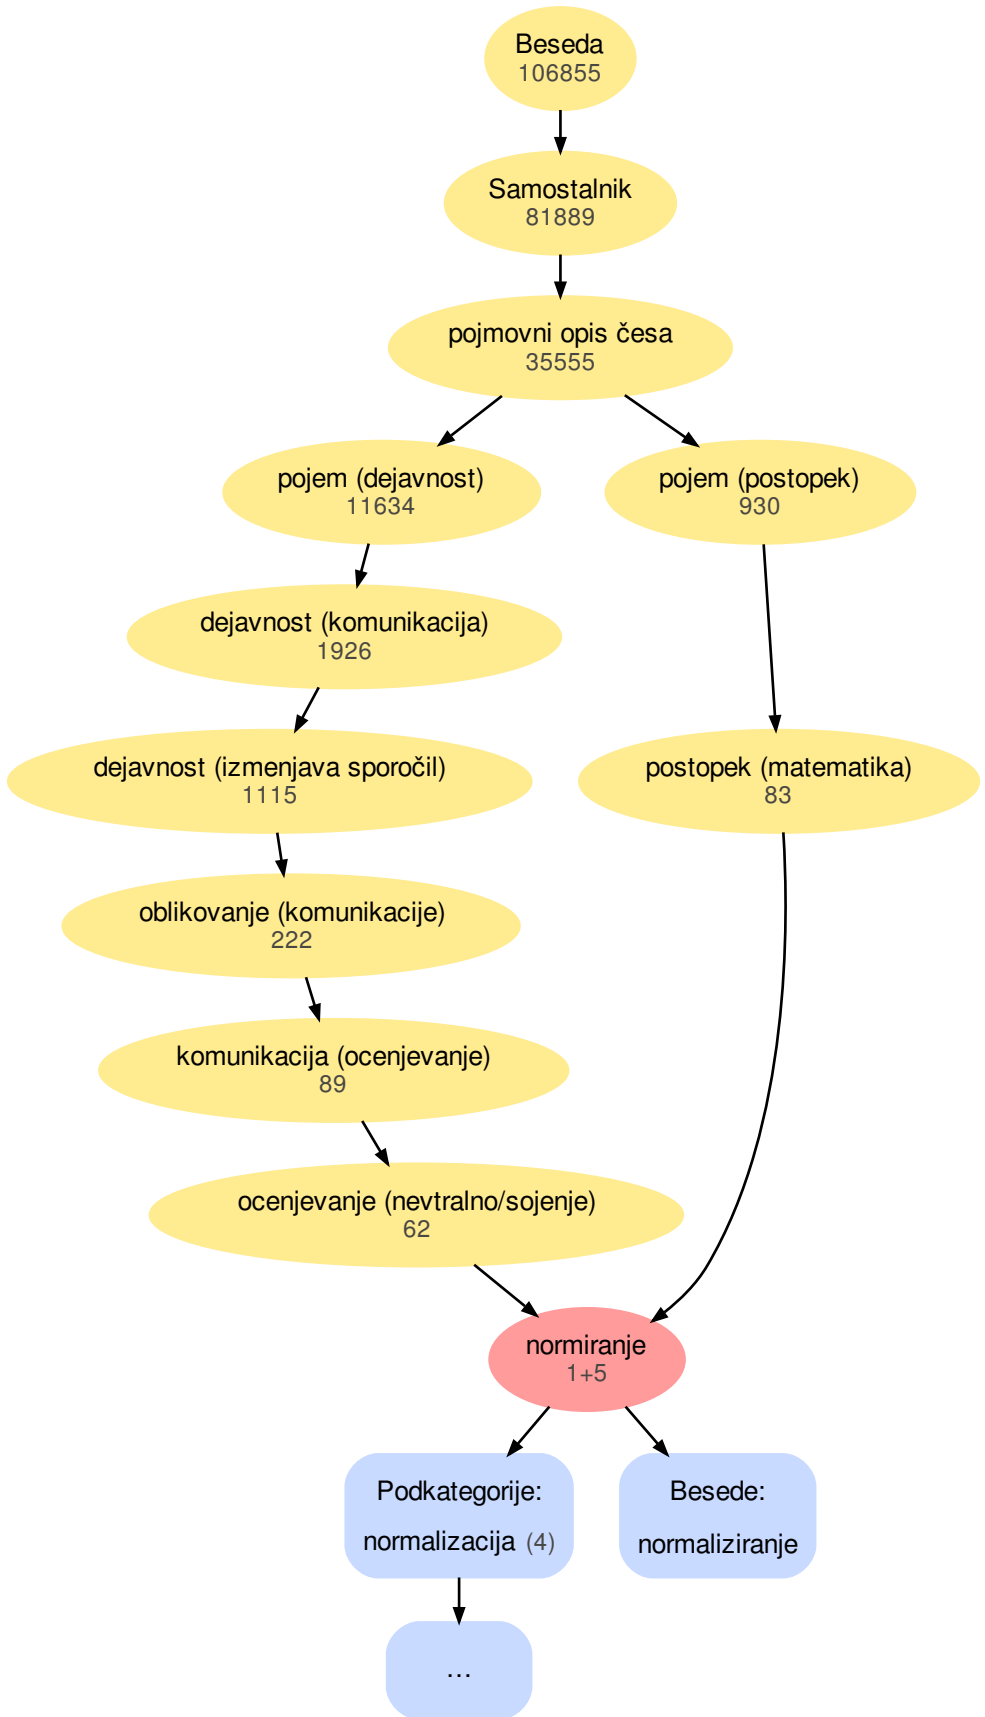 Beseda
106855
Samostalnik
81889
pojmovni opis česa
35555
pojem (dejavnost)
11634
pojem (postopek)
930
dejavnost (komunikacija)
1926
dejavnost (izmenjava sporočil)
1115
postopek (matematika)
83
oblikovanje (komunikacije)
222
komunikacija (ocenjevanje)
89
ocenjevanje (nevtralno/sojenje)
62
normiranje
1+5
Podkategorije:
normalizacija (4)
Besede:
normaliziranje
...